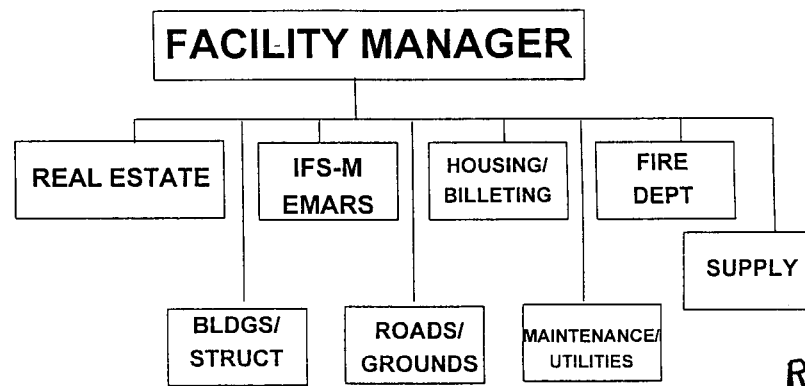 FACILITY MANAGER
REAL ESTATE
IFS-M
EMARS
HOUSING/
BILLETING
FIRE
DEPT
SUPPLY
BLDGS/
STRUCT
ROADS/
GROUNDS
MAINTENANCE/
UTILITIES
R